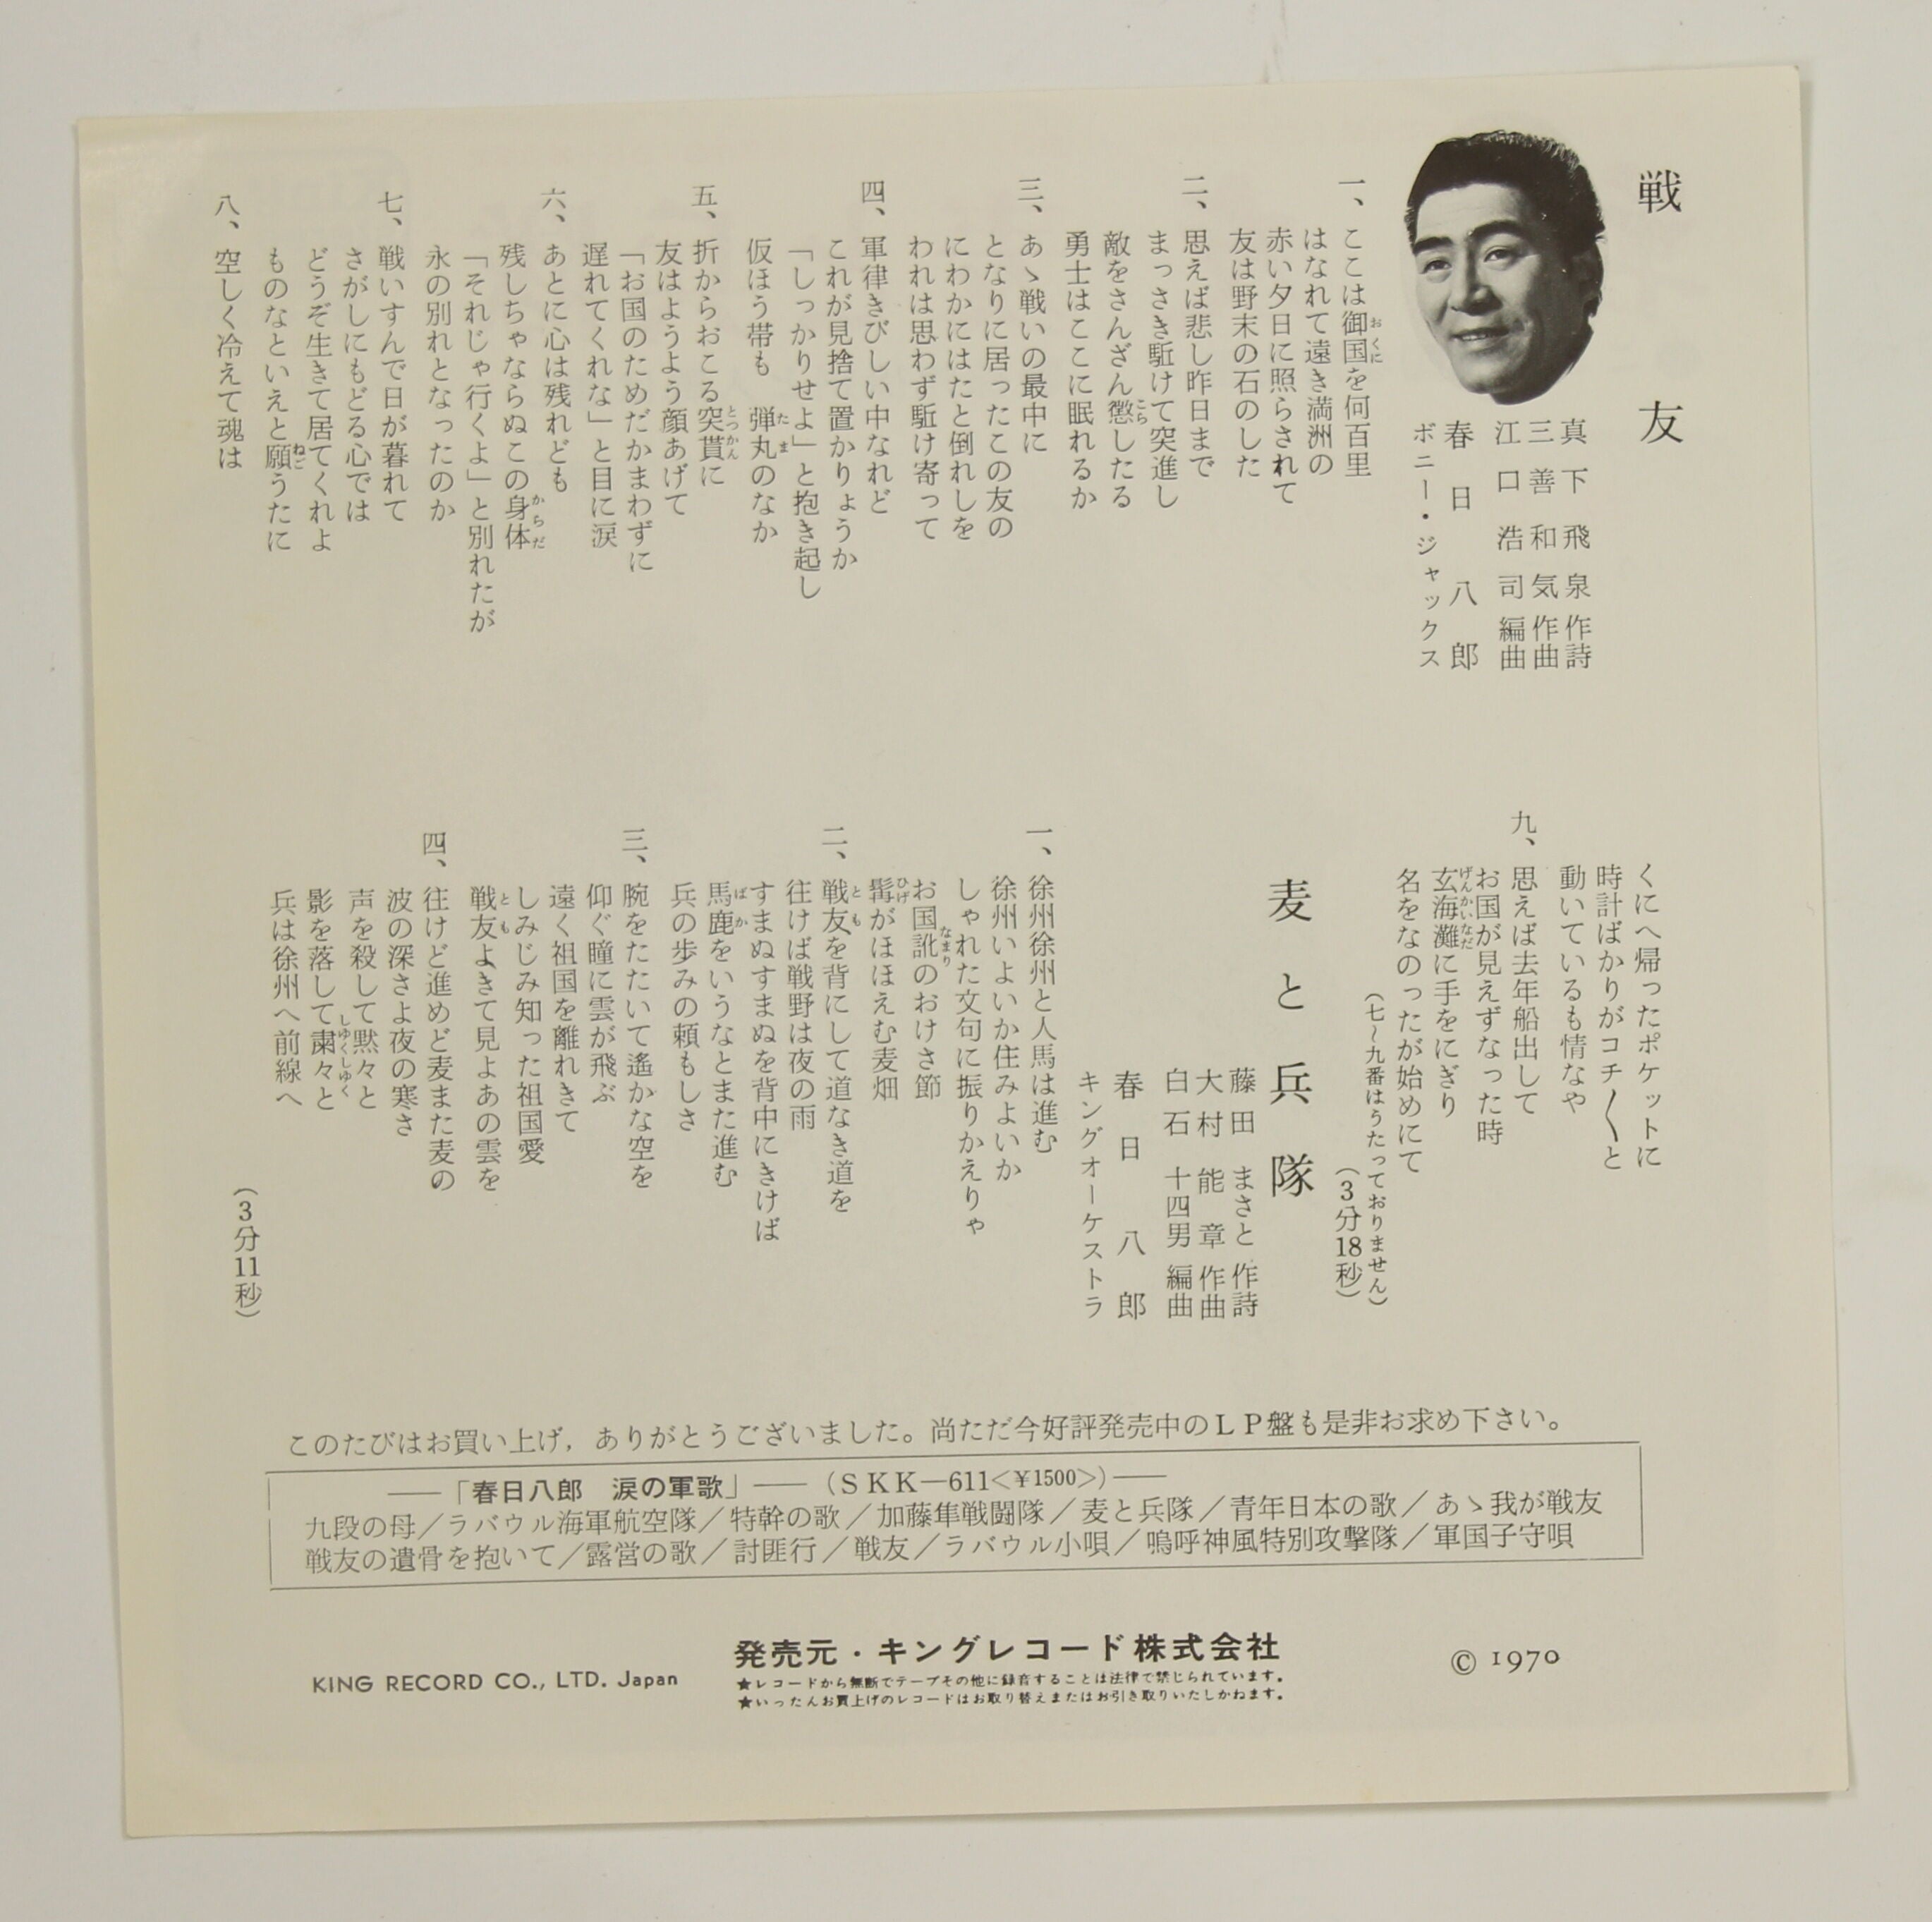 戦友
真下飛泉 作詩
三善和気 作曲
江口浩司 編曲
春日八郎
ボニー・ジャックス
一、ここは御国を何百里
はなれて遠き満洲の
赤い夕日に照らされて
友は野末の石のした
二、思えば悲し昨日まで
まっさき駈けて突進し
敵をさんざん懲したる
勇士はここに眠れるか
三、あゝ戦いの最中に
となりに居ったこの友の
にわかにはたと倒れしを
われは思わず駈け寄って
四、軍律きびしい中なれど
これが見捨て置かりょうか
「しっかりせよ」と抱き起し
仮ほう帯も 弾丸のなか
五、折からおこる突貫に
友はようよう顔あげて
「お国のためだかまわずに
遅れてくれな」と目に涙
六、あとに心は残れども
残しちゃならぬこの身体
「それじゃ行くよ」と別れたが
永の別れとなったのか
七、戦いすんで日が暮れて
さがしにもどる心では
どうぞ生きて居てくれよ
ものなといえと願うたに
八、空しく冷えて魂は
くにへ帰ったポケットに
時計ばかりがコチ〳〵と
動いているも情なや
九、思えば去年船出して
お国が見えずなった時
玄海灘に手をにぎり
名をなのったが始めにて
(七〜九番はうたっておりません)
(3分18秒)
麦と兵隊
藤田まさと 作詩
大村能章 作曲
白石十四男 編曲
春日八郎
キングオーケストラ
一、徐州徐州と人馬は進む
徐州いよいか住みよいか
しゃれた文句に振りかえりゃ
お国訛のおけさ節
髯がほほえむ麦畑
二、戦友を背にして道なき道を
往けば戦野は夜の雨
すまぬすまぬを背中にきけば
馬鹿をいうなとまた進む
兵の歩みの頼もしさ
三、腕をたたいて遙かな空を
仰ぐ瞳に雲が飛ぶ
遠く祖国を離れきて
しみじみ知った祖国愛
戦友よきて見よあの雲を
四、往けど進めど麦また麦の
波の深さよ夜の寒さ
声を殺して黙々と
影を落して粛々と
兵は徐州へ前線へ
(3分11秒)
このたびはお買い上げ，ありがとうございました。尚ただ今好評発売中のＬＰ盤も是非お求め下さい。
——「春日八郎 涙の軍歌」——（ＳＫＫ—611＜￥1500＞）——
九段の母／ラバウル海軍航空隊／特幹の歌／加藤隼戦闘隊／麦と兵隊／青年日本の歌／あゝ我が戦友
戦友の遺骨を抱いて／露営の歌／討匪行／戦友／ラバウル小唄／嗚呼神風特別攻撃隊／軍国子守唄
KING RECORD CO., LTD. Japan
発売元・キングレコード株式会社
★レコードから無断でテープその他に録音することは法律で禁じられています。
★いったんお買上げのレコードはお取り替えまたはお引き取りいたしかねます。
© 1970